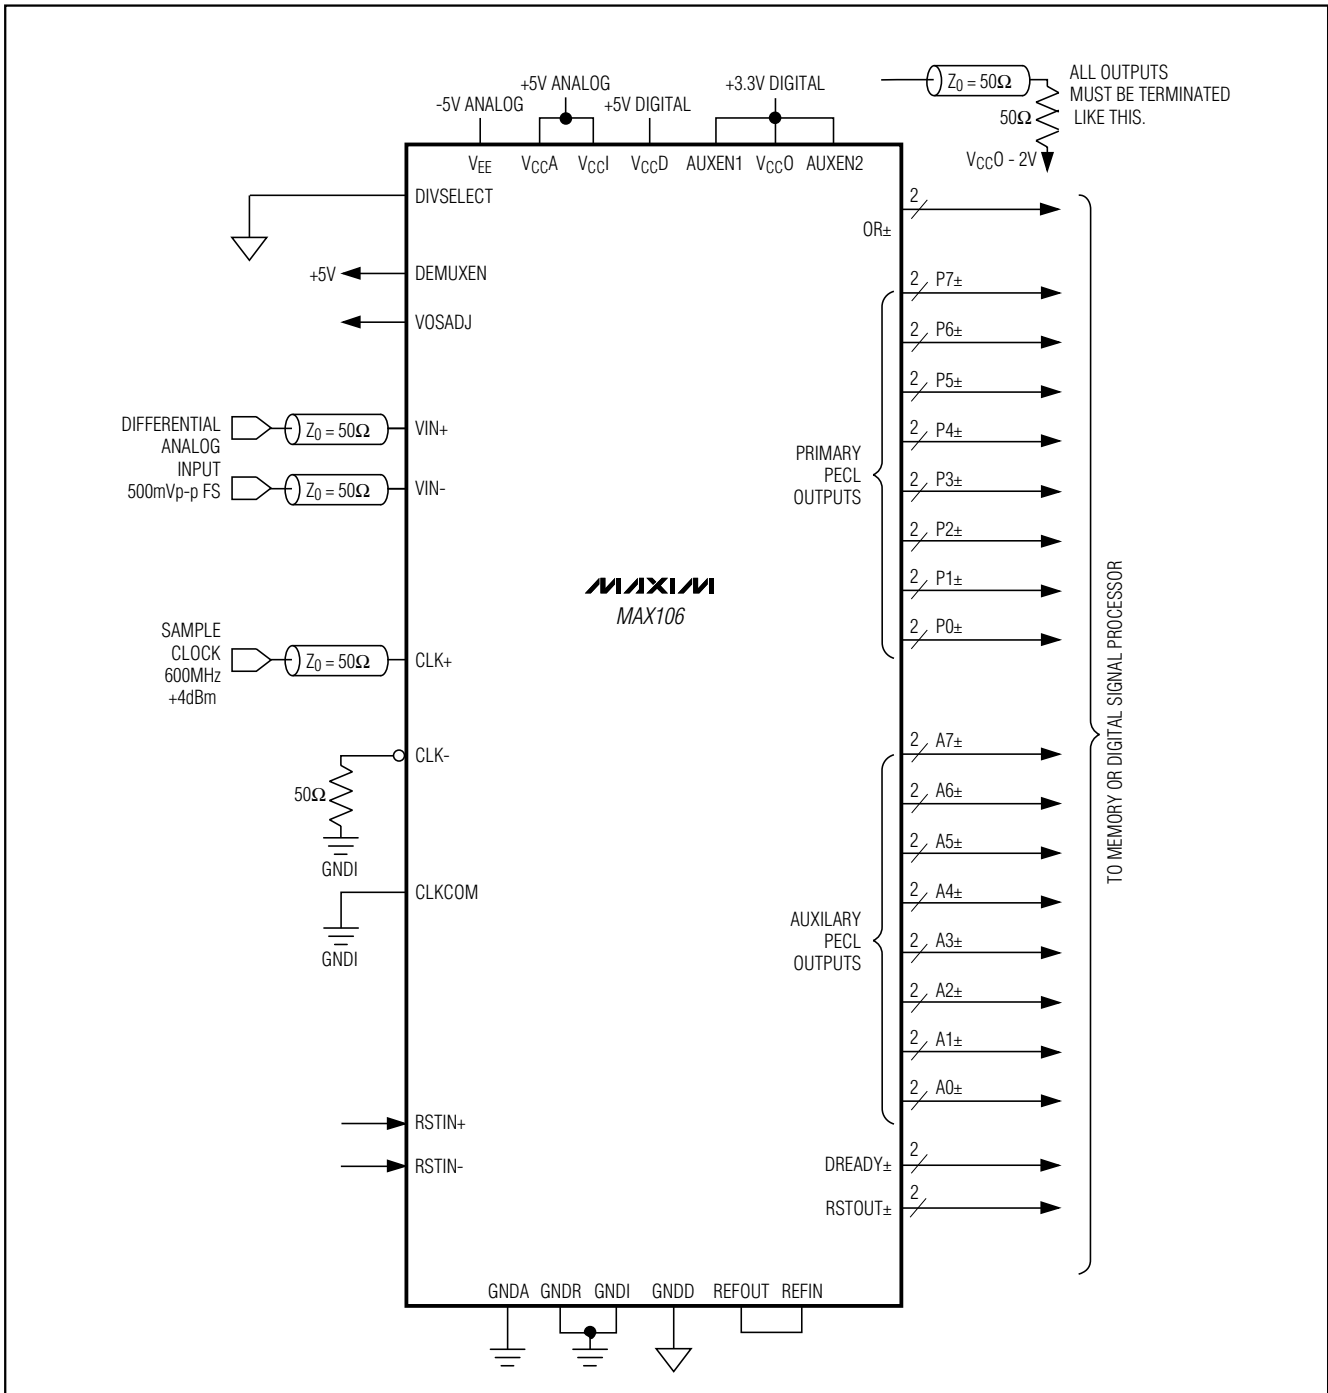 +5V ANALOG
+3.3V DIGITAL
-5V ANALOG
+5V DIGITAL
Z0 = 50Ω
50Ω
VCCO - 2V
ALL OUTPUTS
MUST BE TERMINATED
LIKE THIS.
VEE
VCCA
VCCI
VCCD
AUXEN1
VCCO
AUXEN2
DIVSELECT
+5V
DEMUXEN
VOSADJ
DIFFERENTIAL
ANALOG
INPUT
500mVp-p FS
Z0 = 50Ω
VIN+
Z0 = 50Ω
VIN-
MAXIM
MAX106
SAMPLE
CLOCK
600MHz
+4dBm
Z0 = 50Ω
CLK+
CLK-
50Ω
GNDI
CLKCOM
GNDI
RSTIN+
RSTIN-
2
OR±
2 P7±
2 P6±
2 P5±
2 P4±
2 P3±
2 P2±
2 P1±
2 P0±
PRIMARY
PECL
OUTPUTS
2 A7±
2 A6±
2 A5±
2 A4±
2 A3±
2 A2±
2 A1±
2 A0±
AUXILARY
PECL
OUTPUTS
DREADY± 2
RSTOUT± 2
TO MEMORY OR DIGITAL SIGNAL PROCESSOR
GNDA
GNDR
GNDI
GNDD
REFOUT
REFIN